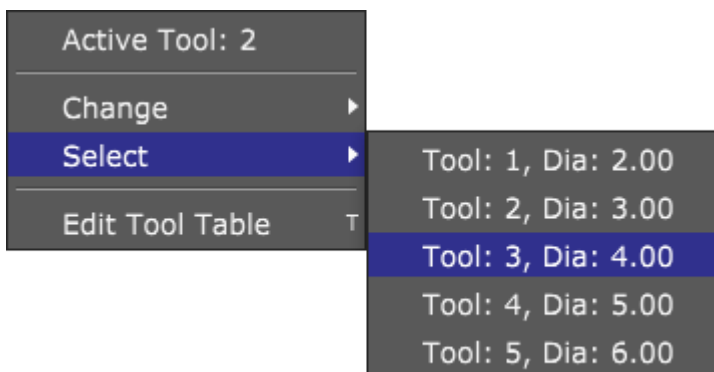 Active Tool: 2
Change
Select
Edit Tool Table T
Tool: 1, Dia: 2.00
Tool: 2, Dia: 3.00
Tool: 3, Dia: 4.00
Tool: 4, Dia: 5.00
Tool: 5, Dia: 6.00